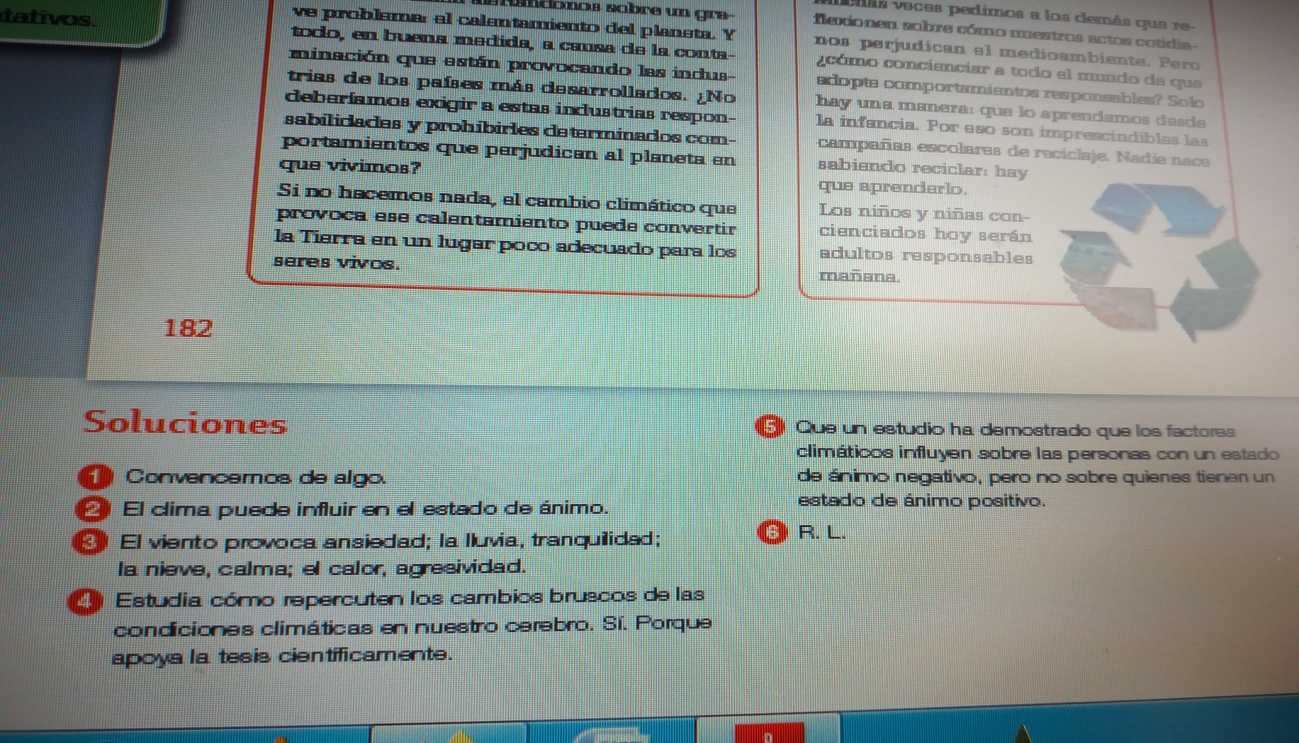 tativos.
sobre un gra-
ve problema: el calentamiento del planeta. Y
todo, en buena medida, a causa de la conta-
minación que están provocando las indus-
trias de los países más desarrollados. ¿No
deberíamos exigir a estas industrias respon-
sabilidades y prohibirles determinados com-
portamientos que perjudican al planeta en
que vivimos?
Si no hacemos nada, el cambio climático que
provoca ese calentamiento puede convertir
la Tierra en un lugar poco adecuado para los
seres vivos.
veces pedimos a los demás que re-
flexionen sobre cómo nuestros actos cotidia-
nos perjudican el medioambiente. Pero
¿cómo concienciar a todo el mundo de que
adopte comportamientos responsables? Solo
hay una manera: que lo aprendamos desde
la infancia. Por eso son imprescindibles las
campañas escolares de reciclaje. Nadie nace
sabiendo reciclar: hay
que aprenderlo.
Los niños y niñas con-
cienciados hoy serán
adultos responsables
mañana.
182
Soluciones
1 Convencernos de algo.
2 El clima puede influir en el estado de ánimo.
3 El viento provoca ansiedad; la lluvia, tranquilidad;
la nieve, calma; el calor, agresividad.
4 Estudia cómo repercuten los cambios bruscos de las
condiciones climáticas en nuestro cerebro. Sí. Porque
apoya la tesis científicamente.
5 Que un estudio ha demostrado que los factores
climáticos influyen sobre las personas con un estado
de ánimo negativo, pero no sobre quienes tienen un
estado de ánimo positivo.
6 R. L.